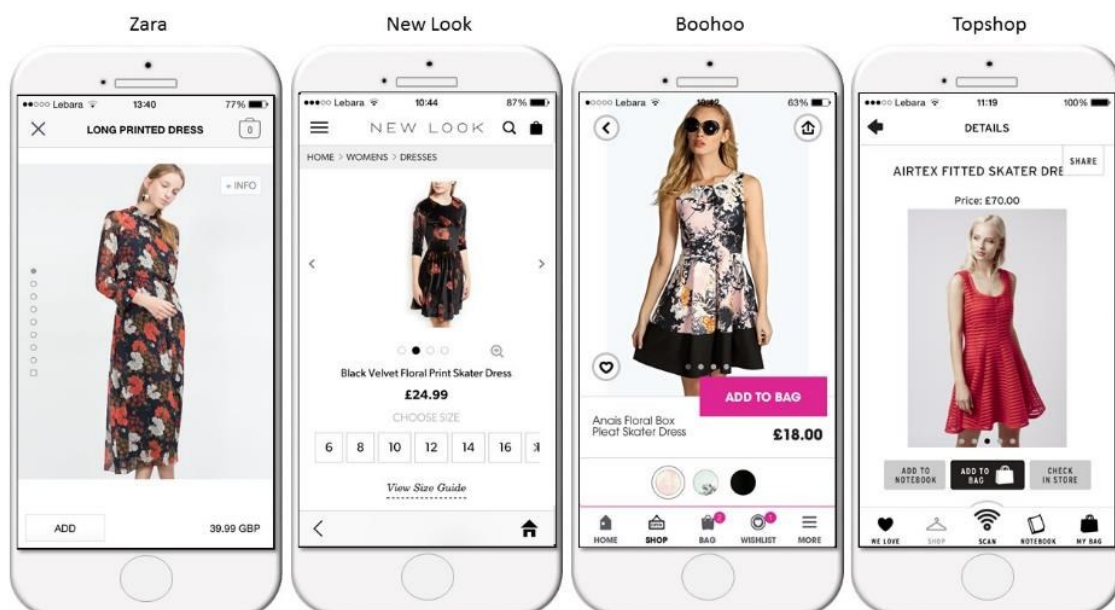 Zara
Lebara
13:40
77%
LONG PRINTED DRESS
0
+ INFO
ADD
39.99 GBP
New Look
Lebara
10:44
87%
NEW LOOK
HOME > WOMENS > DRESSES
Black Velvet Floral Print Skater Dress
£24.99
CHOOSE SIZE
6 8 10 12 14 16
View Size Guide
Boohoo
Lebara
10:42
63%
ADD TO BAG
Anais Floral Box
Pleat Skater Dress
£18.00
2
1
HOME SHOP BAG WISHLIST MORE
Topshop
Lebara
11:19
100%
DETAILS
SHARE
AIRTEX FITTED SKATER DRE
Price: £70.00
ADD TO
NOTEBOOK
ADD TO
BAG
CHECK
IN STORE
WE LOVE SHOP SCAN NOTEBOOK MY BAG